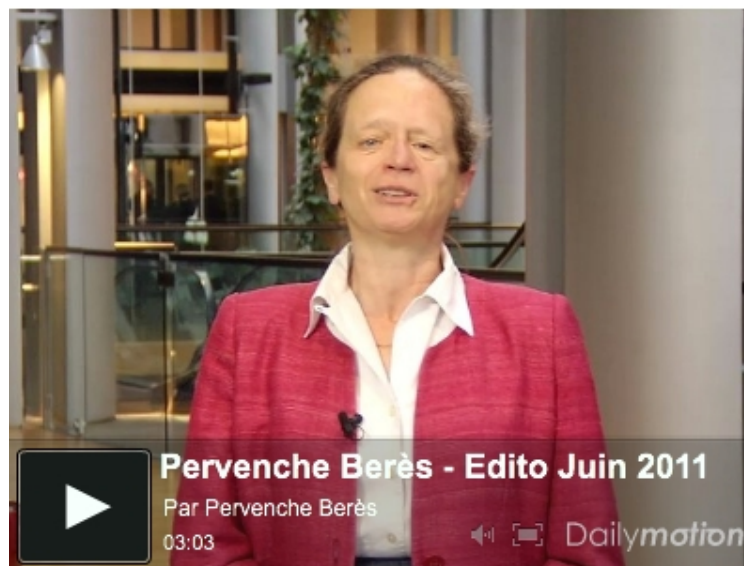 Pervenche Berès - Edito Juin 2011
Par Pervenche Berès
03:03
Dailymotion